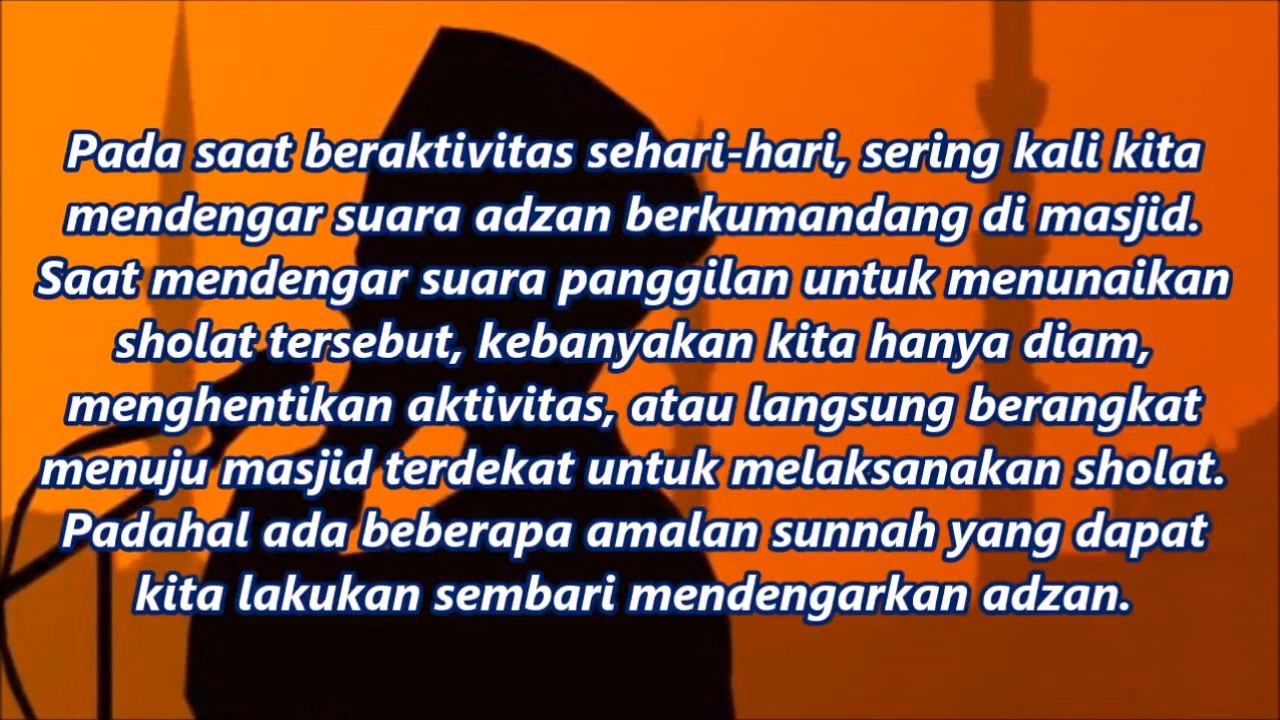 Pada saat beraktivitas sehari-hari, sering kali kita
mendengar suara adzan berkumandang di masjid.
Saat mendengar suara panggilan untuk menunaikan
sholat tersebut, kebanyakan kita hanya diam,
menghentikan aktivitas, atau langsung berangkat
menuju masjid terdekat untuk melaksanakan sholat.
Padahal ada beberapa amalan sunnah yang dapat
kita lakukan sembari mendengarkan adzan.